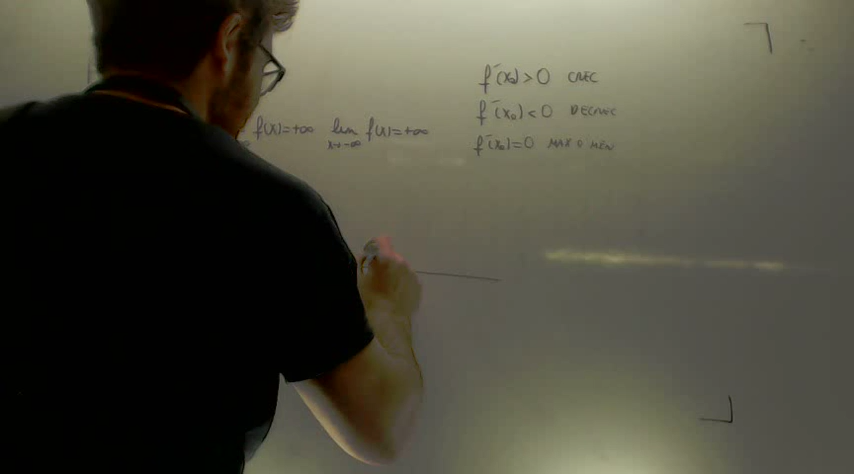 f'(x₀)>0 CREC
f'(x₀)<0 DECREC
f(x)=+∞ lim x→-∞ f(x)=+∞
f'(x₀)=0 MAX O MIN